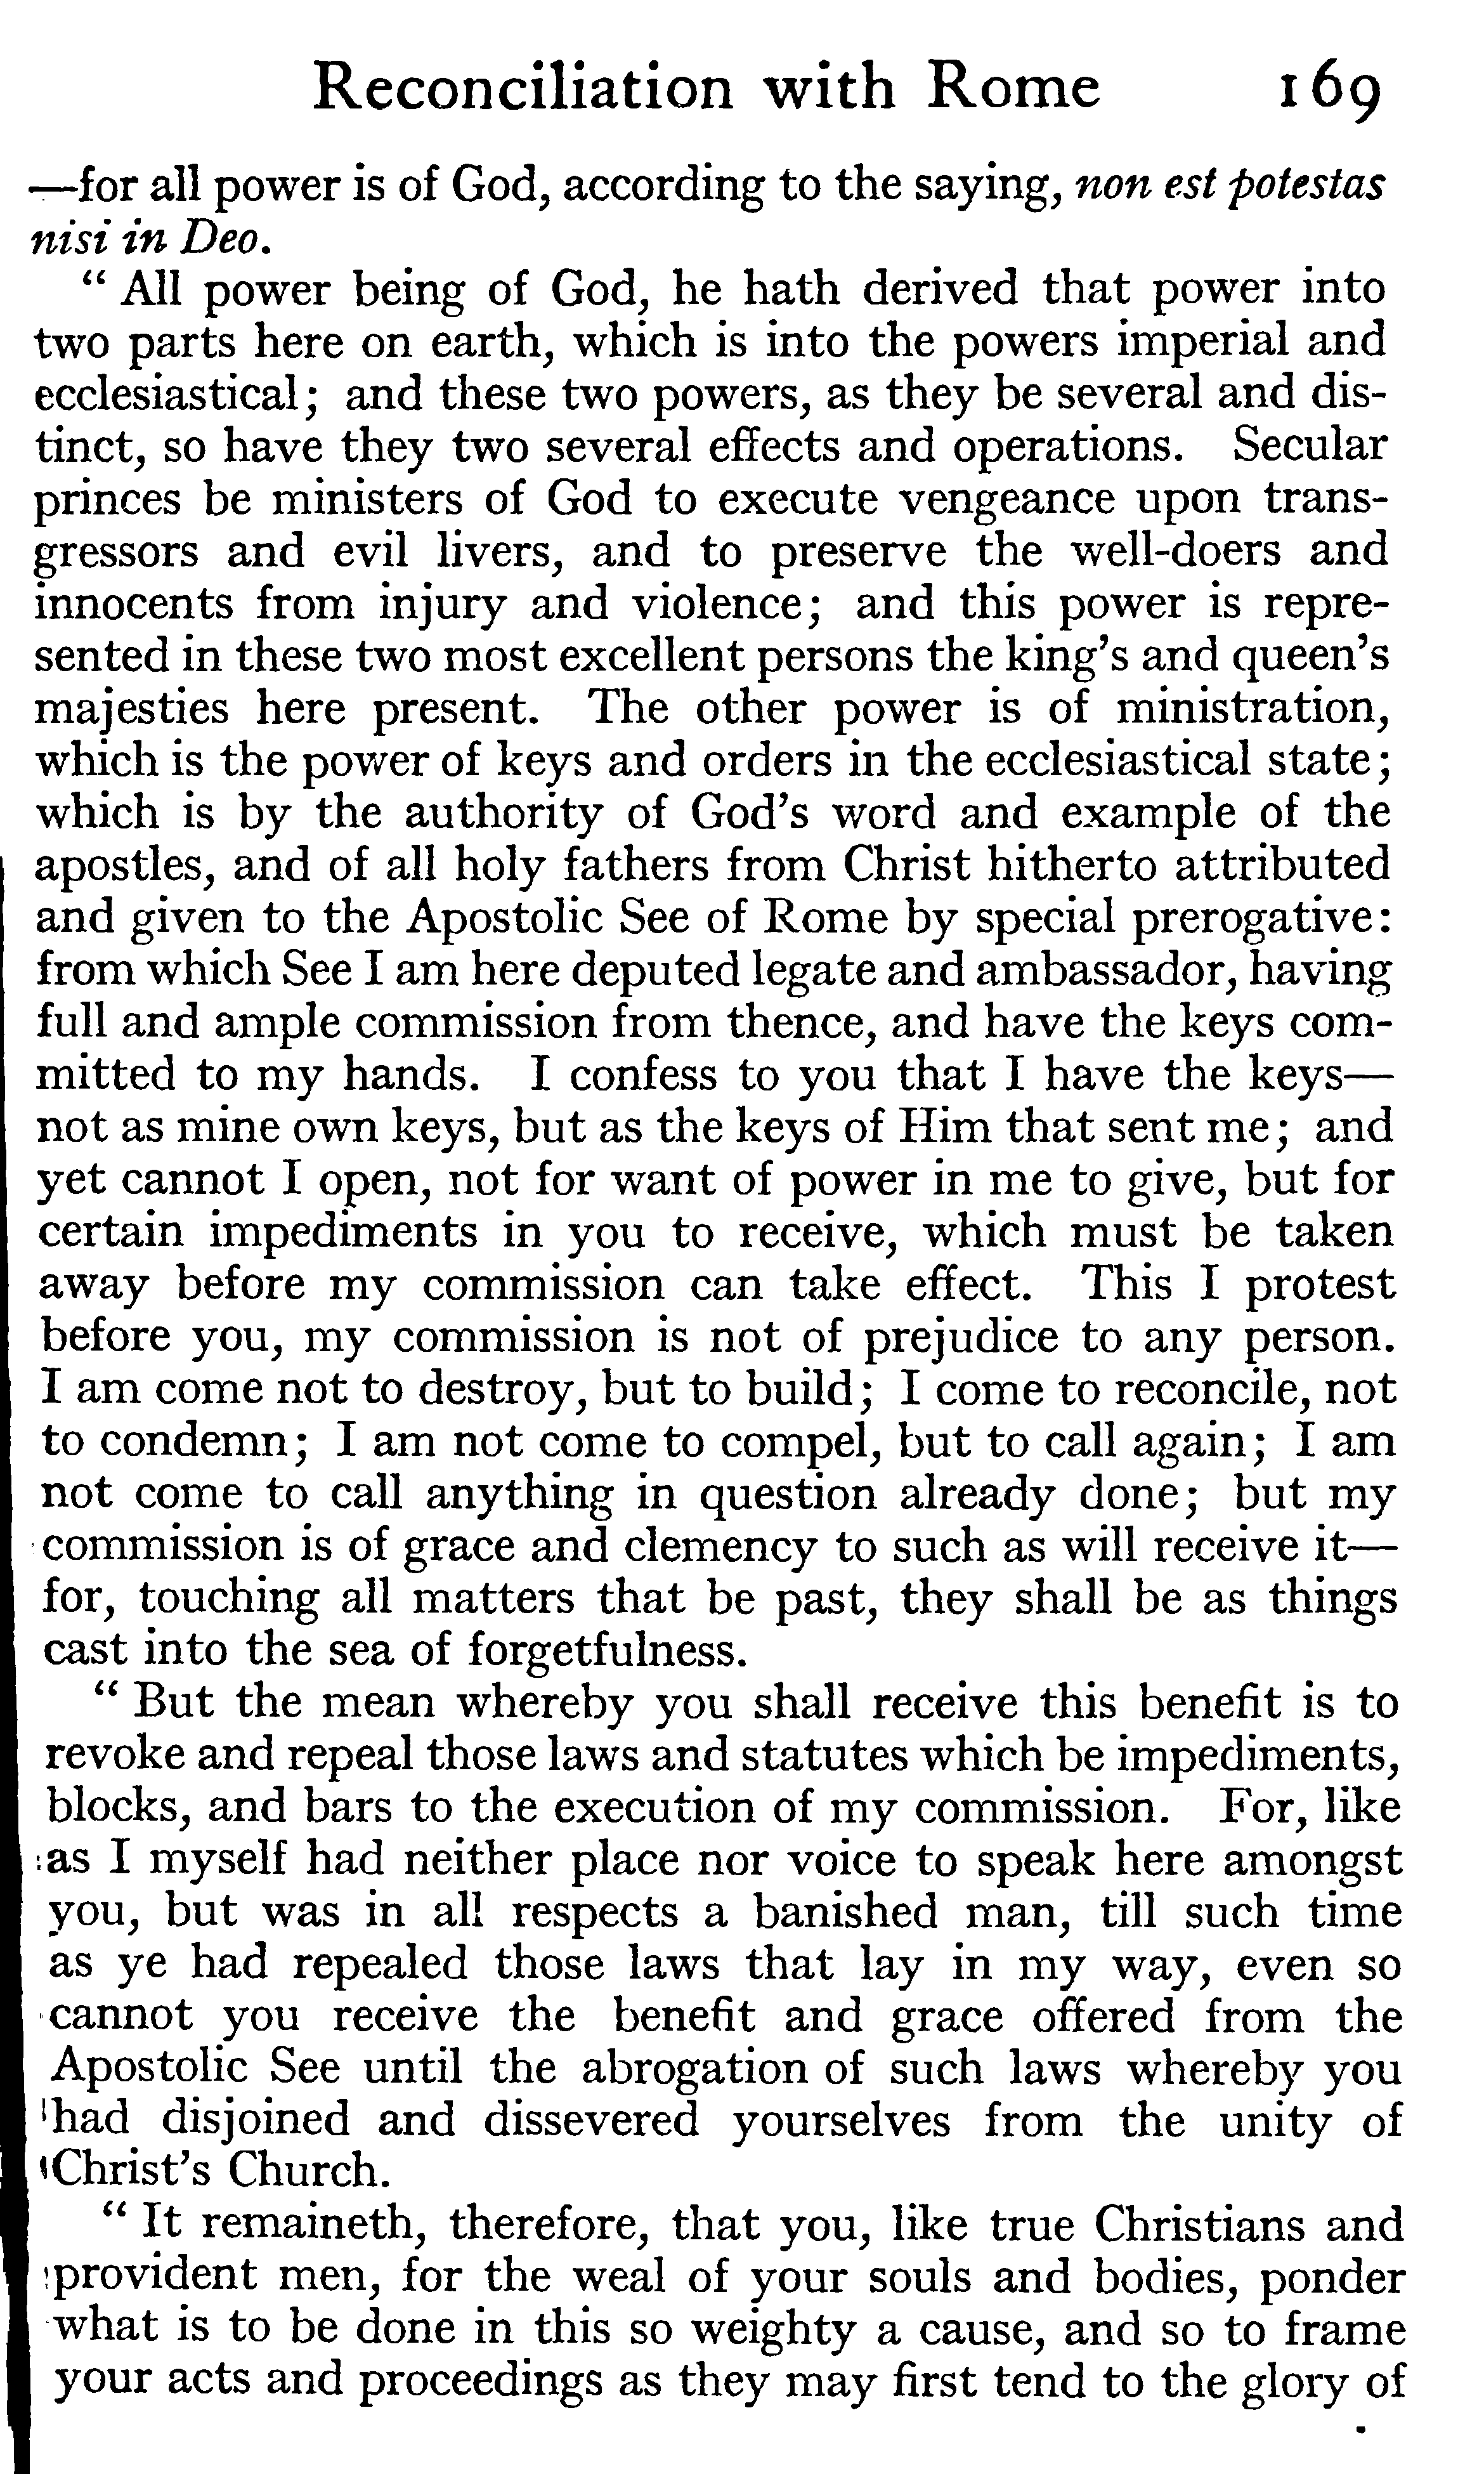 Reconciliation with Rome 169
—for all power is of God, according to the saying, non est potestas
nisi in Deo.
“ All power being of God, he hath derived that power into
two parts here on earth, which is into the powers imperial and
ecclesiastical; and these two powers, as they be several and dis-
tinct, so have they two several effects and operations. Secular
princes be ministers of God to execute vengeance upon trans-
gressors and evil livers, and to preserve the well-doers and
innocents from injury and violence; and this power is repre-
sented in these two most excellent persons the king’s and queen’s
majesties here present. The other power is of ministration,
which is the power of keys and orders in the ecclesiastical state;
which is by the authority of God’s word and example of the
apostles, and of all holy fathers from Christ hitherto attributed
and given to the Apostolic See of Rome by special prerogative:
from which See I am here deputed legate and ambassador, having
full and ample commission from thence, and have the keys com-
mitted to my hands. I confess to you that I have the keys—
not as mine own keys, but as the keys of Him that sent me; and
yet cannot I open, not for want of power in me to give, but for
certain impediments in you to receive, which must be taken
away before my commission can take effect. This I protest
before you, my commission is not of prejudice to any person.
I am come not to destroy, but to build; I come to reconcile, not
to condemn; I am not come to compel, but to call again; I am
not come to call anything in question already done; but my
commission is of grace and clemency to such as will receive it—
for, touching all matters that be past, they shall be as things
cast into the sea of forgetfulness.
“ But the mean whereby you shall receive this benefit is to
revoke and repeal those laws and statutes which be impediments,
blocks, and bars to the execution of my commission. For, like
as I myself had neither place nor voice to speak here amongst
you, but was in all respects a banished man, till such time
as ye had repealed those laws that lay in my way, even so
cannot you receive the benefit and grace offered from the
Apostolic See until the abrogation of such laws whereby you
had disjoined and dissevered yourselves from the unity of
Christ’s Church.
“ It remaineth, therefore, that you, like true Christians and
provident men, for the weal of your souls and bodies, ponder
what is to be done in this so weighty a cause, and so to frame
your acts and proceedings as they may first tend to the glory of